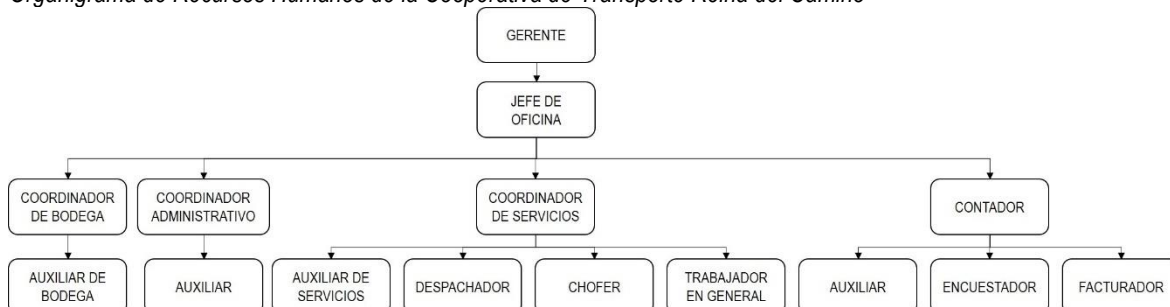 Organigrama de Recursos Humanos de la Cooperativa de Transporte Reina del Camino
GERENTE
JEFE DE
OFICINA
COORDINADOR
DE BODEGA
COORDINADOR
ADMINISTRATIVO
COORDINADOR
DE SERVICIOS
CONTADOR
AUXILIAR DE
BODEGA
AUXILIAR
AUXILIAR DE
SERVICIOS
DESPACHADOR
CHOFER
TRABAJADOR
EN GENERAL
AUXILIAR
ENCUESTADOR
FACTURADOR